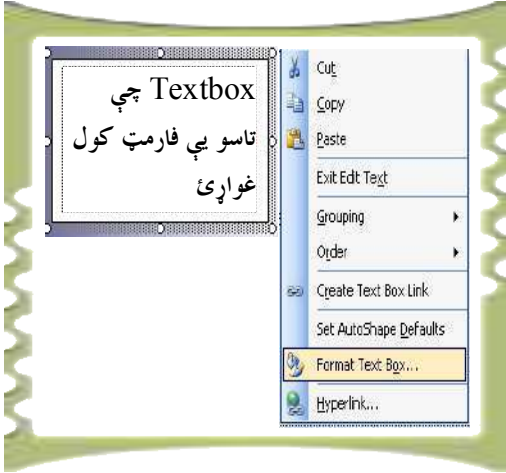 Textbox چې
تاسو يې فارمټ کول
غواړئ
Cut
Copy
Paste
Exit Edit Text
Grouping
Order
Create Text Box Link
Set AutoShape Defaults
Format Text Box...
Hyperlink...